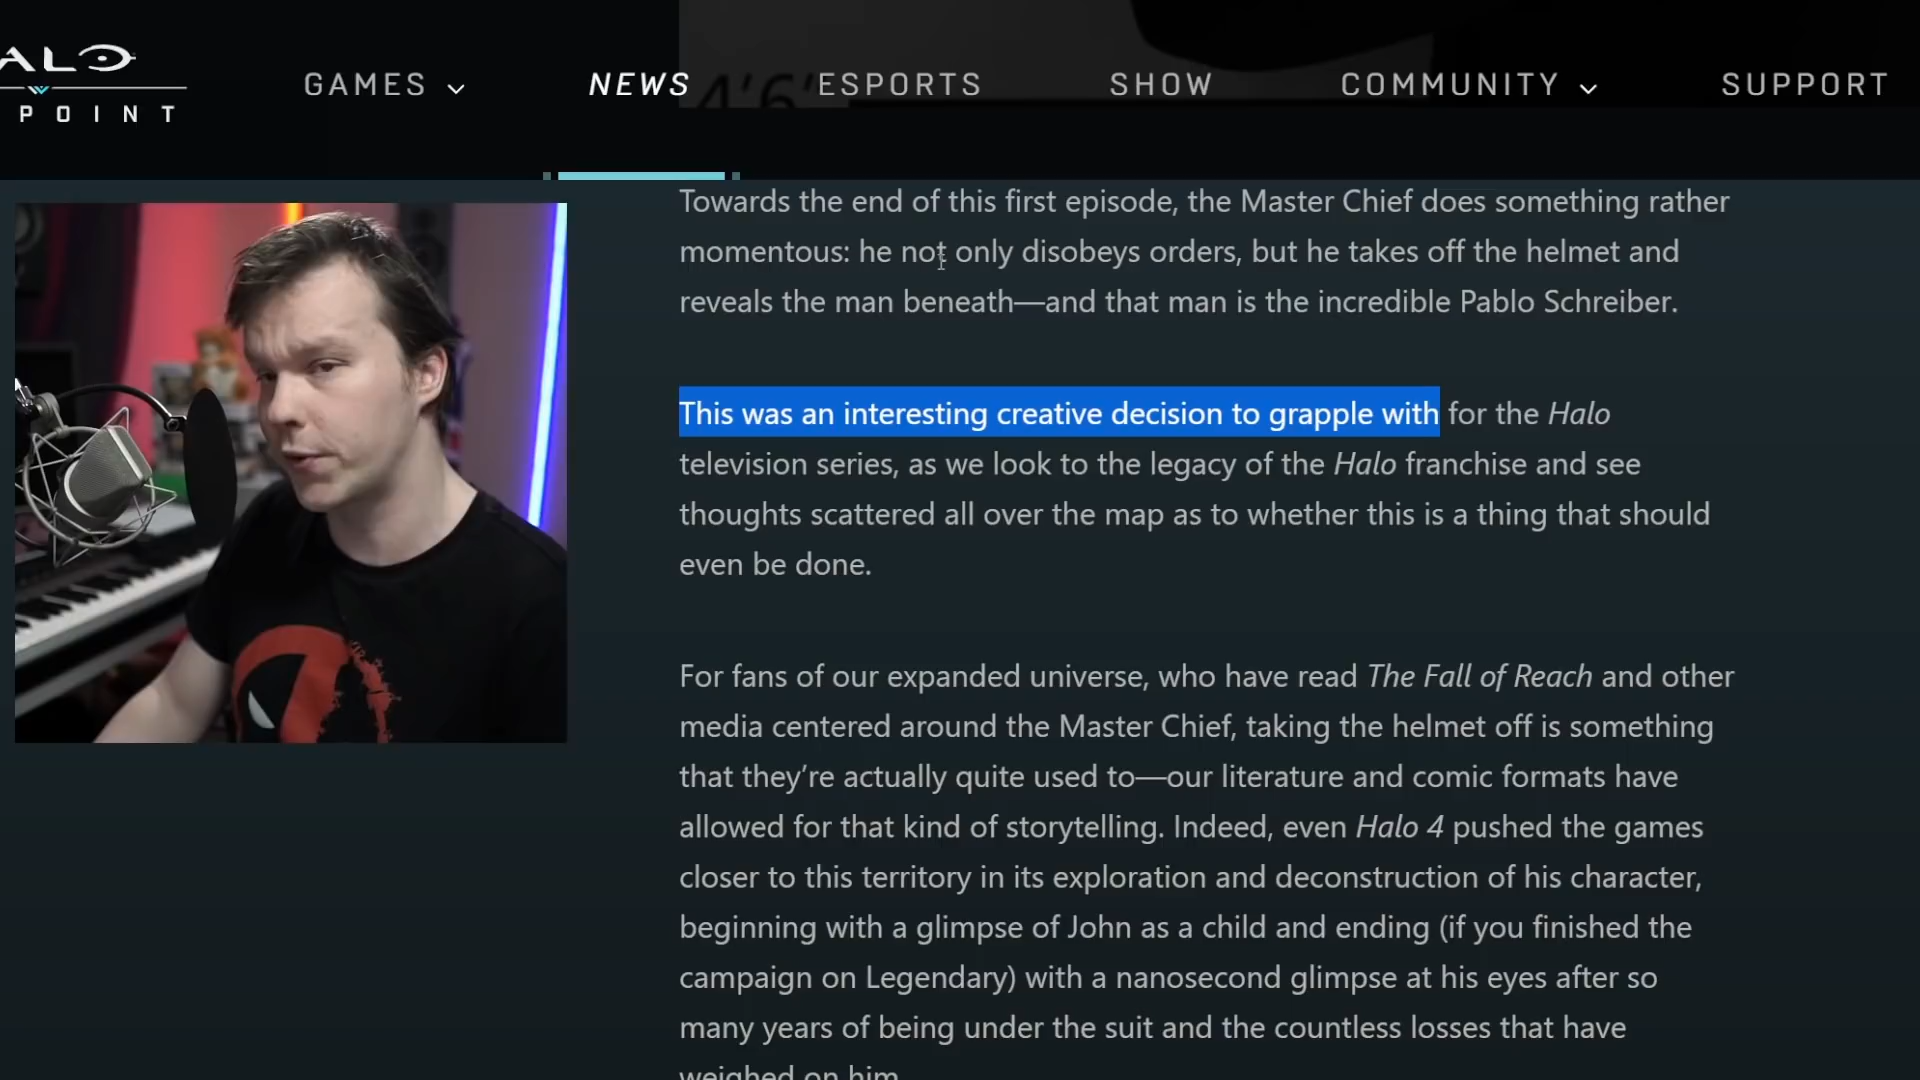 ALO
POINT
GAMES
NEWS
ESPORTS
SHOW
COMMUNITY
SUPPORT
4'6'
Towards the end of this first episode, the Master Chief does something rather
momentous: he not only disobeys orders, but he takes off the helmet and
reveals the man beneath—and that man is the incredible Pablo Schreiber.
This was an interesting creative decision to grapple with for the Halo
television series, as we look to the legacy of the Halo franchise and see
thoughts scattered all over the map as to whether this is a thing that should
even be done.
For fans of our expanded universe, who have read The Fall of Reach and other
media centered around the Master Chief, taking the helmet off is something
that they’re actually quite used to—our literature and comic formats have
allowed for that kind of storytelling. Indeed, even Halo 4 pushed the games
closer to this territory in its exploration and deconstruction of his character,
beginning with a glimpse of John as a child and ending (if you finished the
campaign on Legendary) with a nanosecond glimpse at his eyes after so
many years of being under the suit and the countless losses that have
weighed on him.